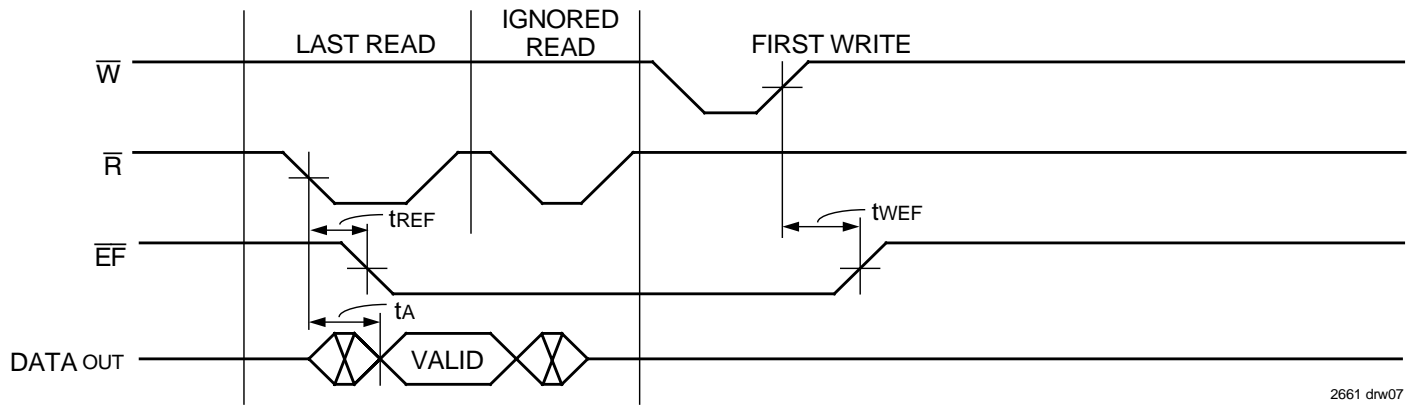 IGNORED
LAST READ
READ
FIRST WRITE
W
R
tREF
tWEF
EF
tA
DATA OUT
VALID
2661 drw07